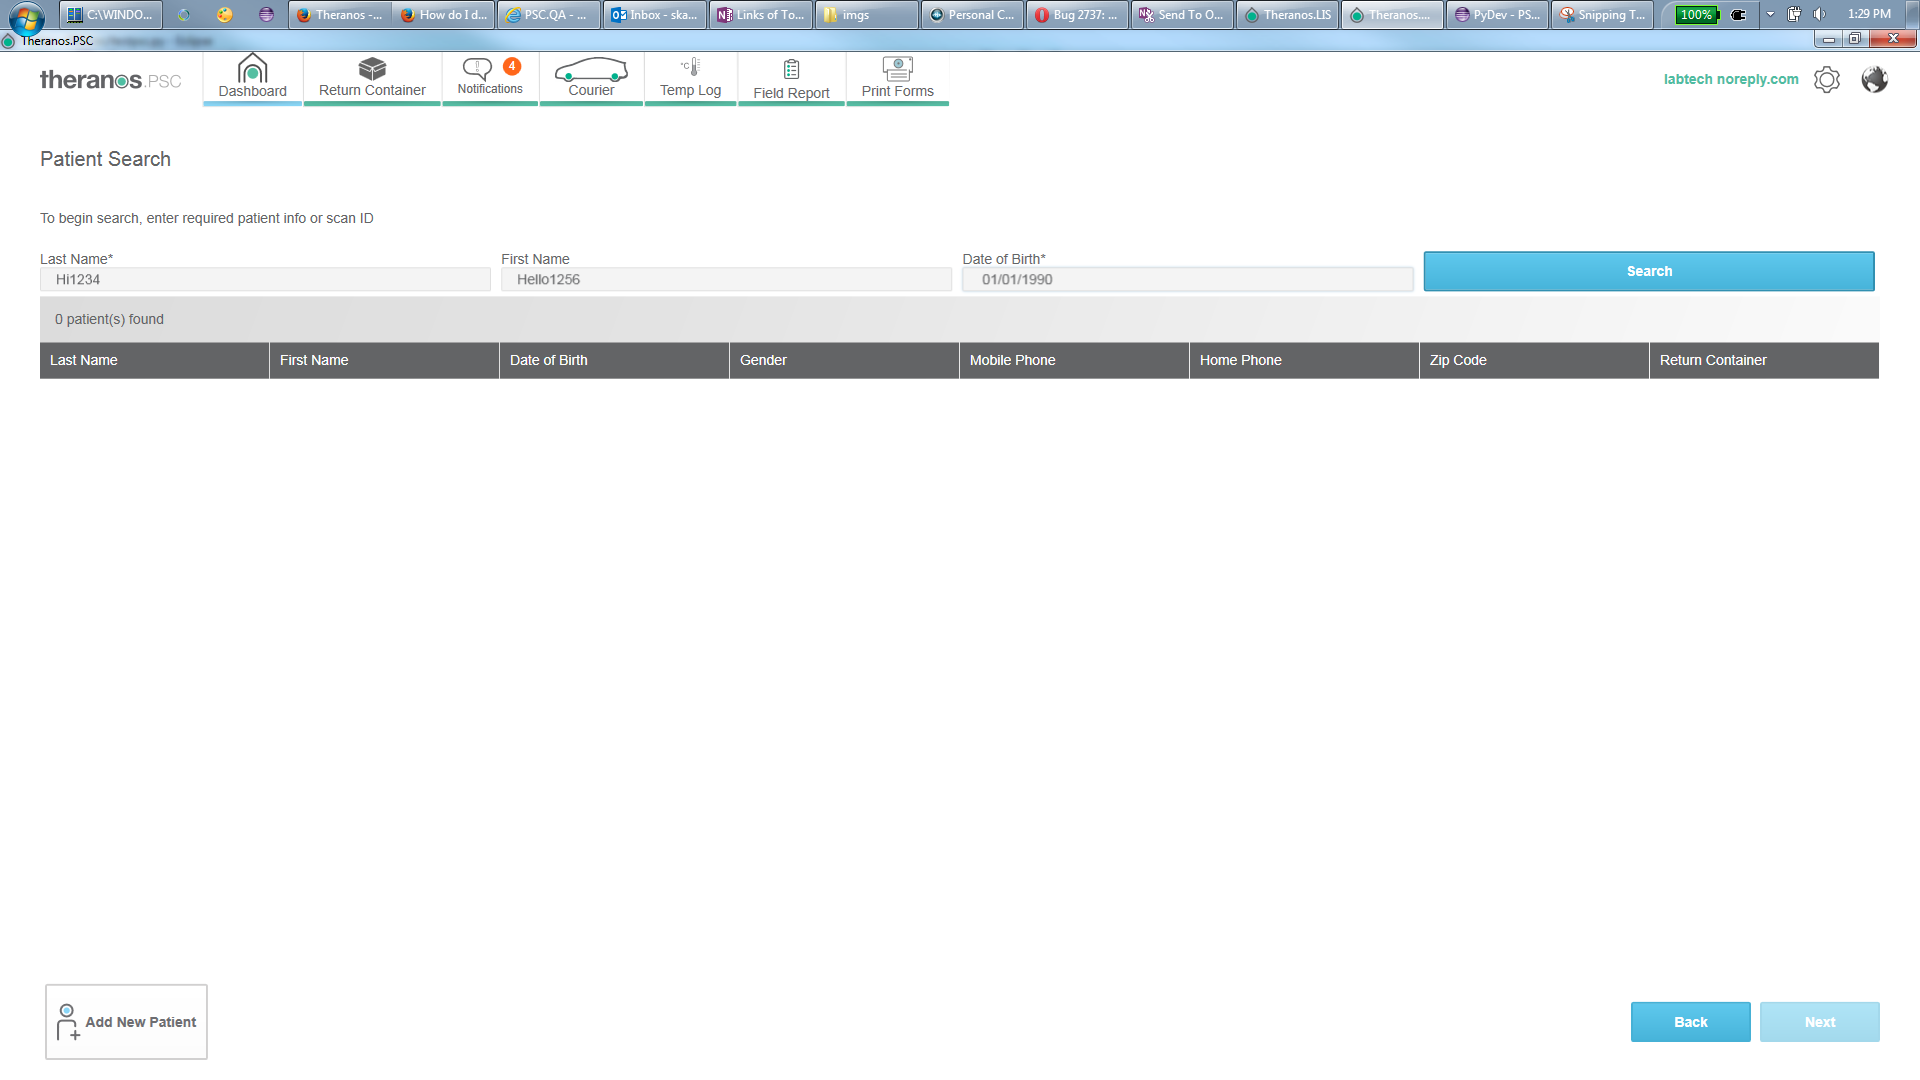 C:\WINDO...
Theranos -...
How do I d...
PSC.QA - ...
Inbox - ska...
Links of To...
imgs
Personal C...
Bug 2737: ...
Send To O...
Theranos.LIS
Theranos....
PyDev - PS...
Snipping T...
100%
1:29 PM
Theranos.PSC
theranos.PSC
Dashboard
Return Container
4
Notifications
Courier
°C
Temp Log
Field Report
Print Forms
labtech noreply.com
Patient Search
To begin search, enter required patient info or scan ID
Last Name*
First Name
Date of Birth*
Hi1234
Hello1256
01/01/1990
Search
0 patient(s) found
Last Name
First Name
Date of Birth
Gender
Mobile Phone
Home Phone
Zip Code
Return Container
Add New Patient
Back
Next